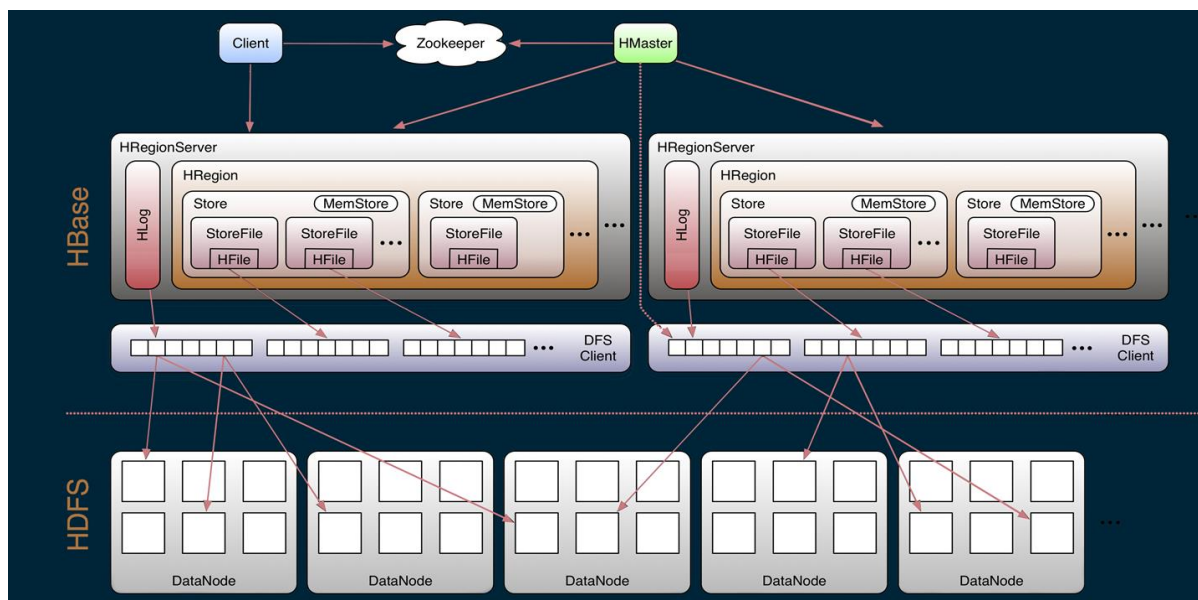 Client
Zookeeper
HMaster
HBase
HRegionServer
HLog
HRegion
Store
MemStore
StoreFile
HFile
StoreFile
HFile
...
Store
MemStore
StoreFile
HFile
...
...
HRegionServer
HLog
HRegion
Store
MemStore
StoreFile
HFile
StoreFile
HFile
...
Store
MemStore
StoreFile
HFile
...
...
...
...
DFS
Client
...
DFS
Client
HDFS
DataNode
DataNode
DataNode
DataNode
DataNode
...